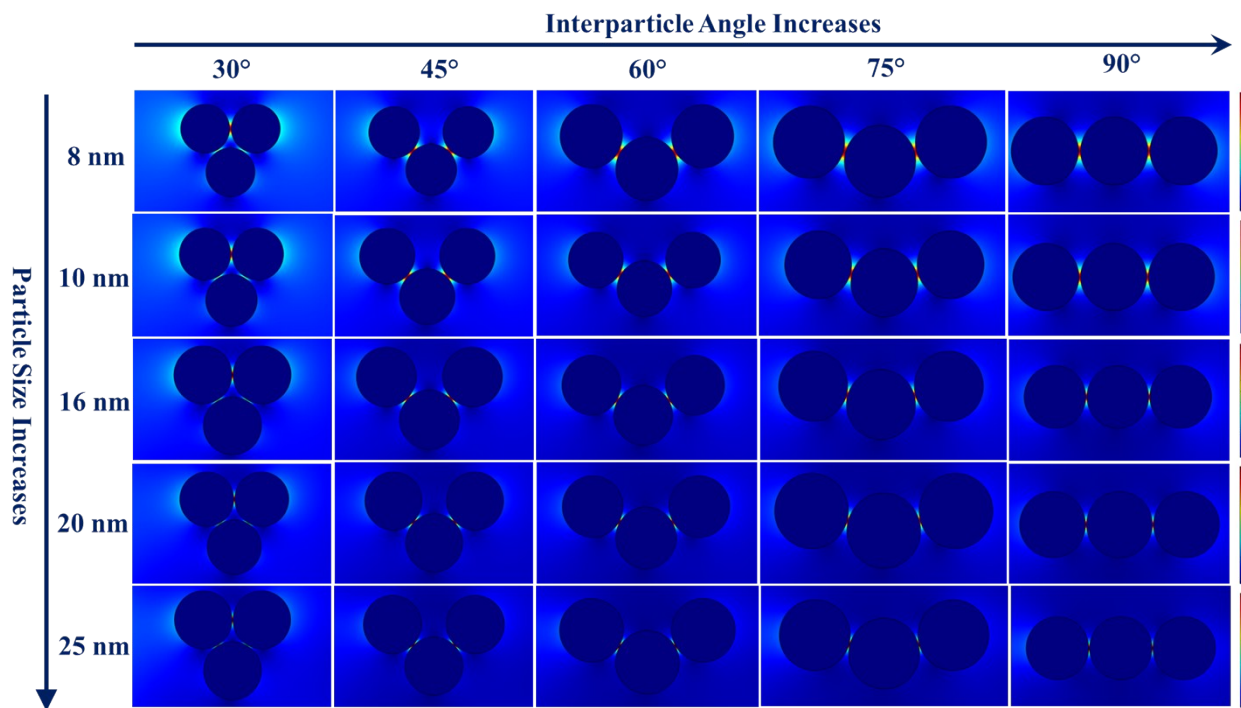 Interparticle Angle Increases
30° 45° 60° 75° 90°
Particle Size Increases
8 nm
10 nm
16 nm
20 nm
25 nm